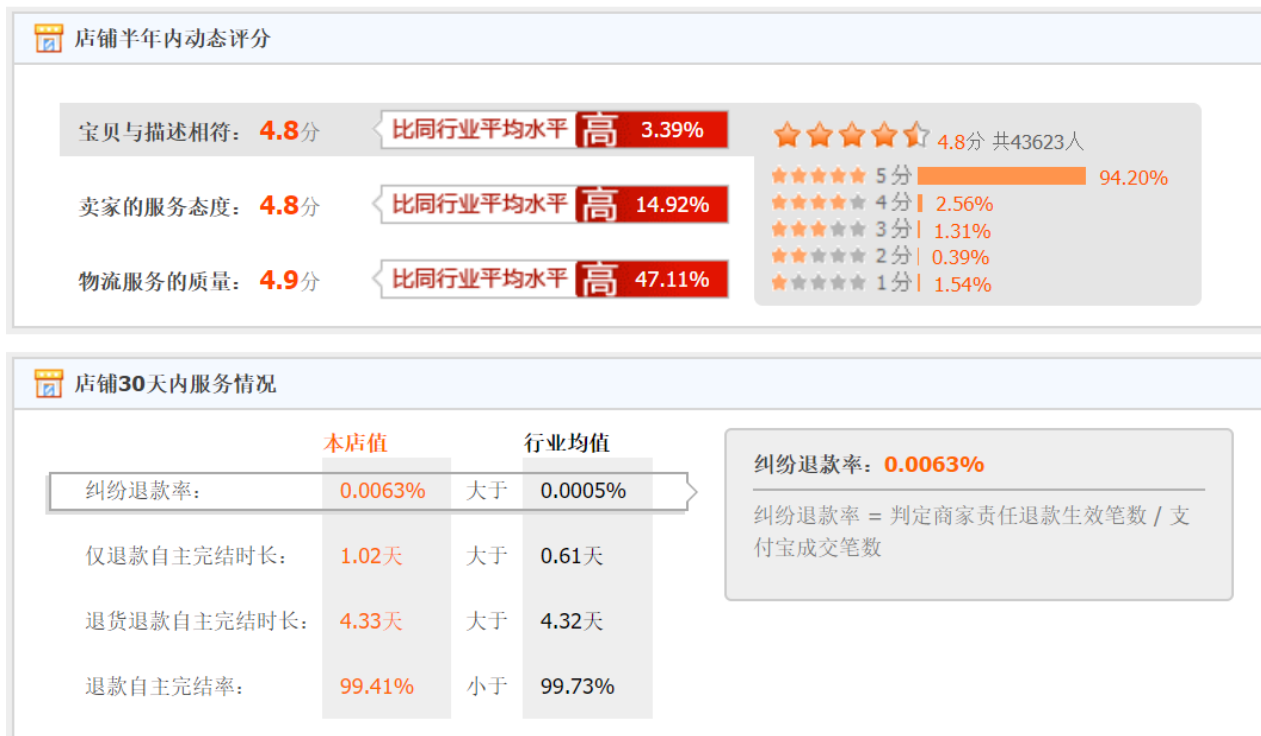 店铺半年内动态评分
宝贝与描述相符： 4.8分 比同行业平均水平 高 3.39%
4.8分 共43623人
5分 94.20%
4分 2.56%
3分 1.31%
2分 0.39%
1分 1.54%
卖家的服务态度： 4.8分 比同行业平均水平 高 14.92%
物流服务的质量： 4.9分 比同行业平均水平 高 47.11%
店铺30天内服务情况
本店值 行业均值
纠纷退款率： 0.0063% 大于 0.0005%
仅退款自主完结时长： 1.02天 大于 0.61天
退货退款自主完结时长： 4.33天 大于 4.32天
退款自主完结率： 99.41% 小于 99.73%
纠纷退款率：0.0063%
纠纷退款率 = 判定商家责任退款生效笔数 / 支
付宝成交笔数